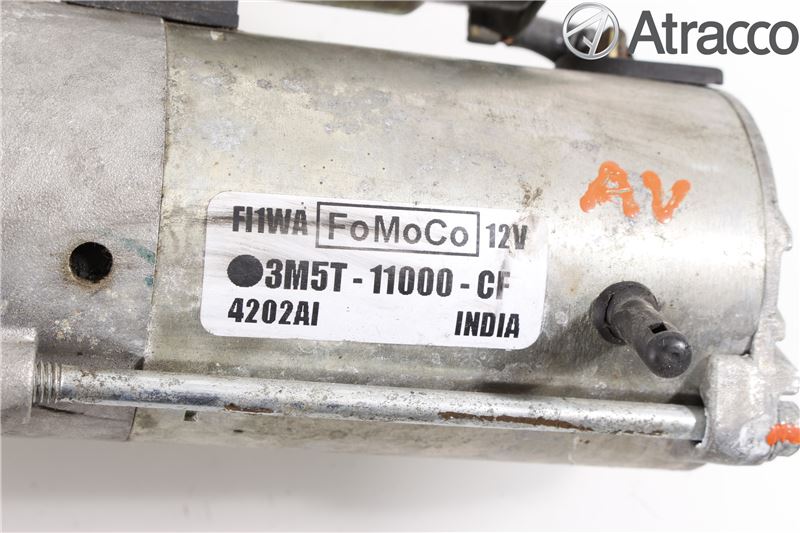 Atracco
AV
FI1WA FoMoCo 12V
3M5T-11000-CF
4202AI INDIA